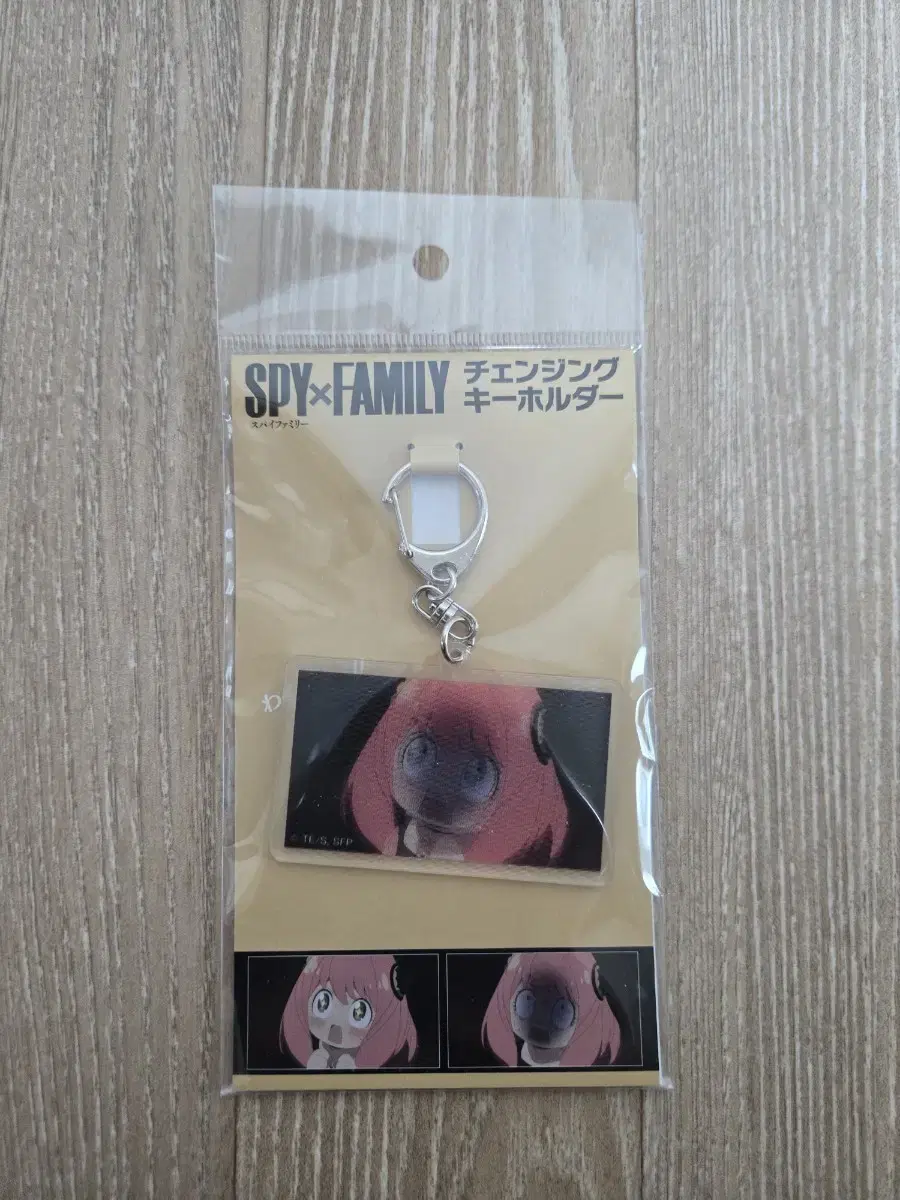 SPY×FAMILY
スパイファミリー
チェンジング
キーホルダー
わ
© TE/S, SFP